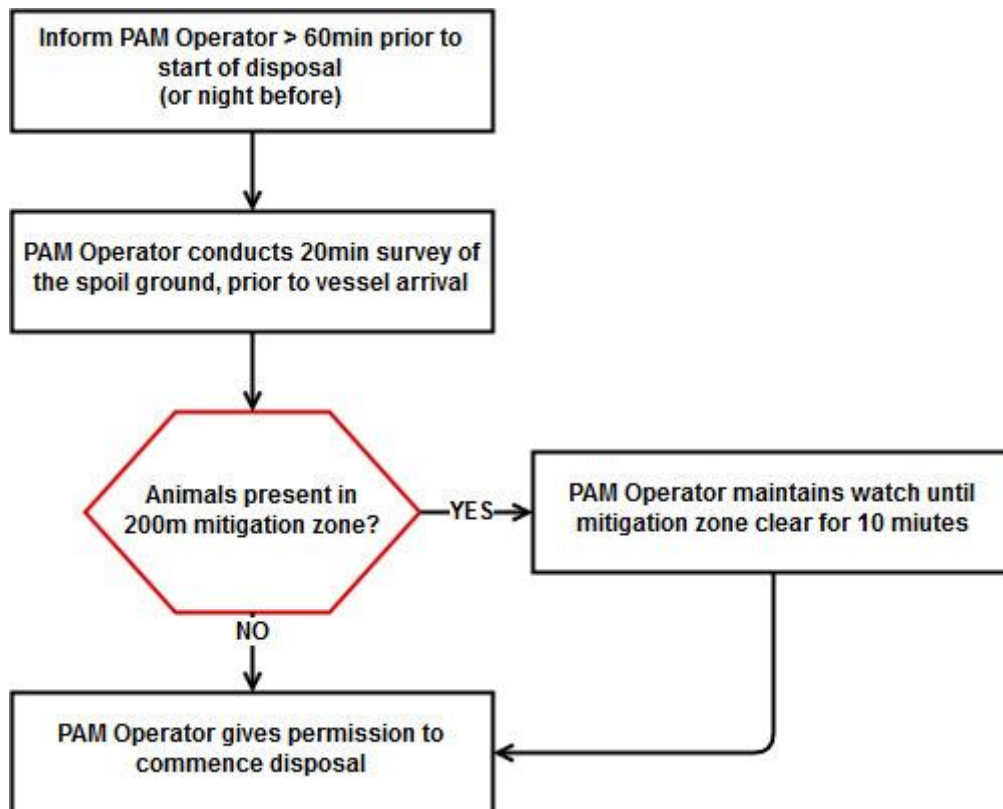 Inform PAM Operator > 60min prior to
start of disposal
(or night before)
PAM Operator conducts 20min survey of
the spoil ground, prior to vessel arrival
Animals present in
200m mitigation zone?
YES
PAM Operator maintains watch until
mitigation zone clear for 10 miutes
NO
PAM Operator gives permission to
commence disposal